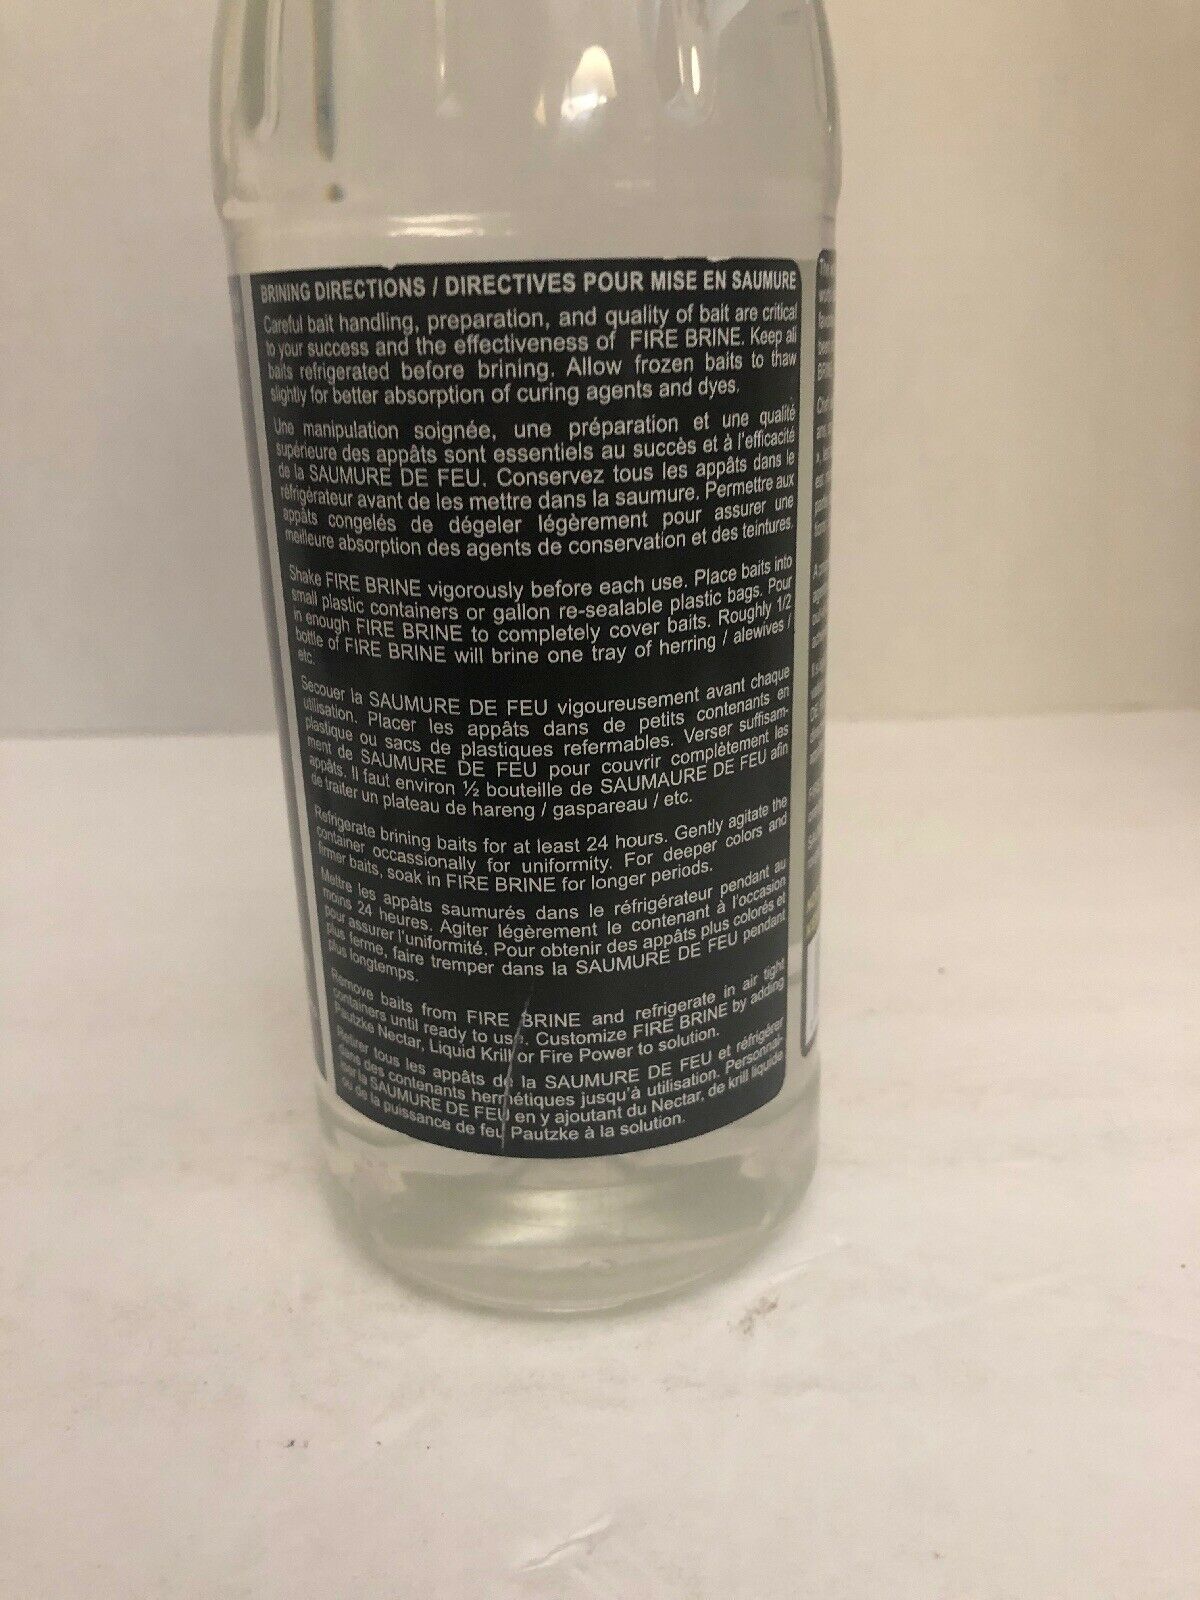 BRINING DIRECTIONS / DIRECTIVES POUR MISE EN SAUMURE
Careful bait handling, preparation, and quality of bait are critical
to your success and the effectiveness of FIRE BRINE. Keep all
baits refrigerated before brining. Allow frozen baits to thaw
slightly for better absorption of curing agents and dyes.
Une manipulation soignée, une préparation et une qualité
supérieure des appâts sont essentiels au succès et à l'efficacité
de la SAUMURE DE FEU. Conservez tous les appâts dans le
réfrigérateur avant de les mettre dans la saumure. Permettre aux
appâts congelés de dégeler légèrement pour assurer une
meilleure absorption des agents de conservation et des teintures.
Shake FIRE BRINE vigorously before each use. Place baits into
small plastic containers or gallon re-sealable plastic bags. Pour
in enough FIRE BRINE to completely cover baits. Roughly 1/2
bottle of FIRE BRINE will brine one tray of herring / alewives /
etc.
Secouer la SAUMURE DE FEU vigoureusement avant chaque
utilisation. Placer les appâts dans de petits contenants en
plastique ou sacs de plastiques refermables. Verser suffisam-
ment de SAUMURE DE FEU pour couvrir complètement les
appâts. Il faut environ ½ bouteille de SAUMAURE DE FEU afin
de traiter un plateau de hareng / gaspareau / etc.
Refrigerate brining baits for at least 24 hours. Gently agitate the
container occassionally for uniformity. For deeper colors and
firmer baits, soak in FIRE BRINE for longer periods.
Mettre les appâts saumurés dans le réfrigérateur pendant au
moins 24 heures. Agiter légèrement le contenant à l'occasion
pour assurer l'uniformité. Pour obtenir des appâts plus colorés et
plus ferme, faire tremper dans la SAUMURE DE FEU pendant
plus longtemps.
Remove baits from FIRE BRINE and refrigerate in air tight
containers until ready to use. Customize FIRE BRINE by adding
Pautzke Nectar, Liquid Krill or Fire Power to solution.
Retirer tous les appâts de la SAUMURE DE FEU et réfrigérer
dans des contenants hermétiques jusqu'à utilisation. Personnal-
iser la SAUMURE DE FEU en y ajoutant du Nectar, de krill liquide
ou de la puissance de feu Pautzke à la solution.